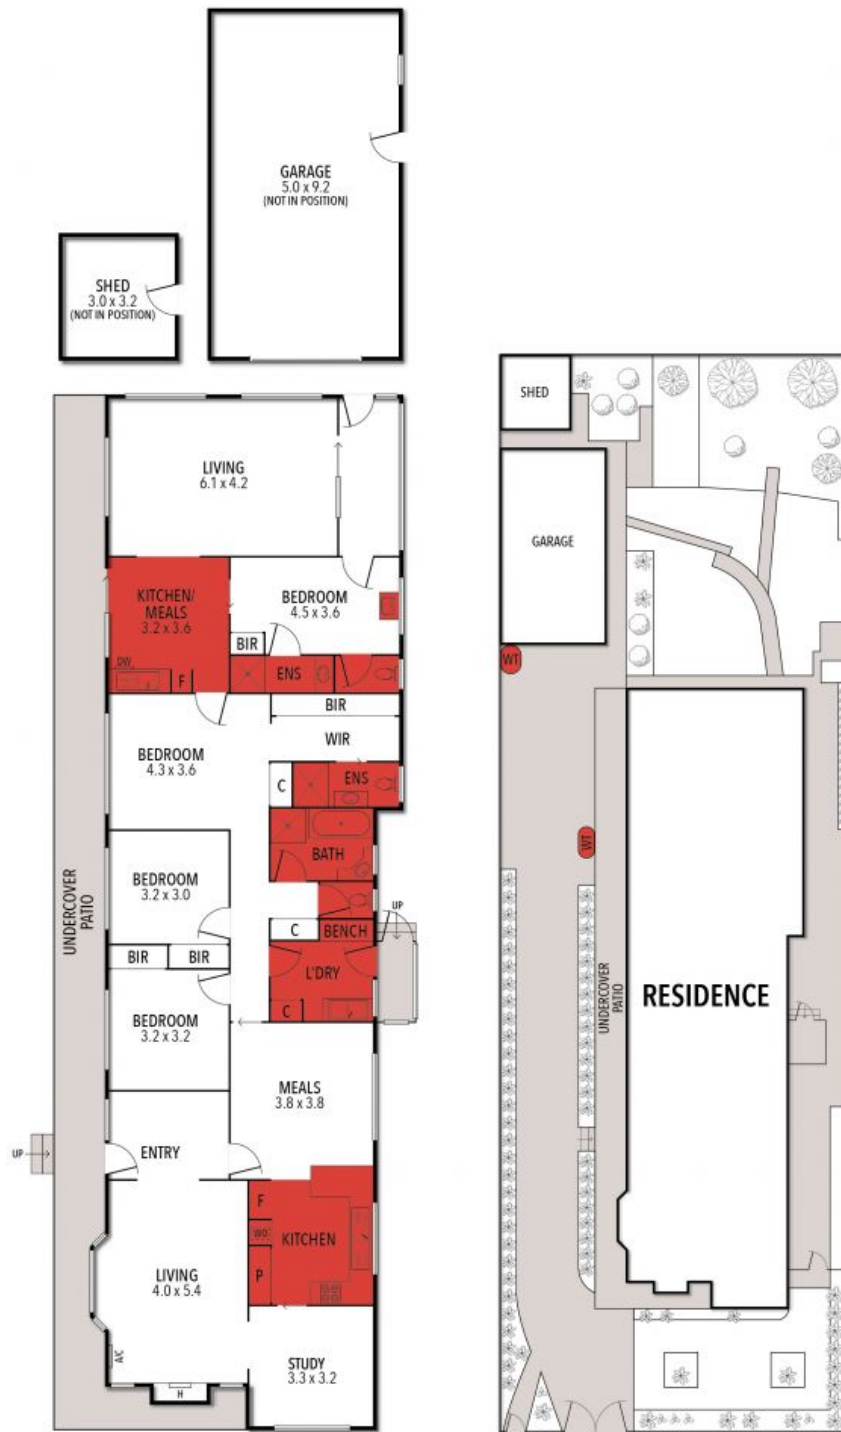 GARAGE
5.0 x 9.2
(NOT IN POSITION)
SHED
3.0 x 3.2
(NOT IN POSITION)
LIVING
6.1 x 4.2
KITCHEN/
MEALS
3.2 x 3.6
DW
F
BEDROOM
4.5 x 3.6
BIR
ENS
BIR
WIR
BEDROOM
4.3 x 3.6
C
ENS
BATH
BEDROOM
3.2 x 3.0
UNDERCOVER
PATIO
UP
C
BENCH
BIR
BIR
L'DRY
C
BEDROOM
3.2 x 3.2
MEALS
3.8 x 3.8
UP
ENTRY
F
WO
KITCHEN
P
LIVING
4.0 x 5.4
A/C
H
STUDY
3.3 x 3.2
SHED
GARAGE
WT
WT
UNDERCOVER
PATIO
RESIDENCE